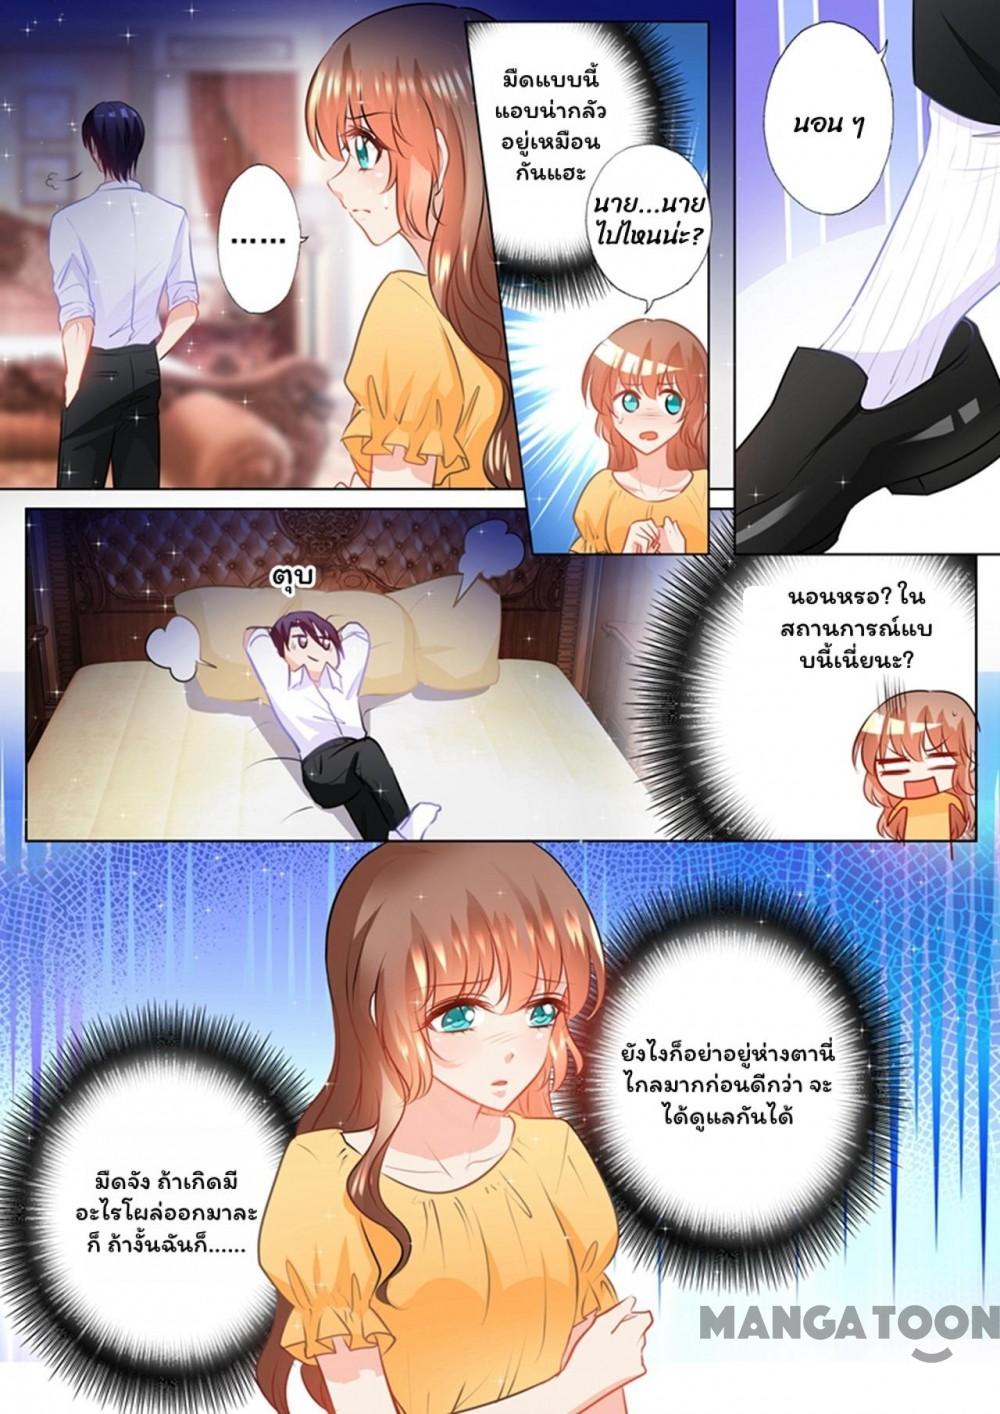 ......
มืดแบบนี้
แอบน่ากลัว
อยู่เหมือน
กันแฮะ
นาย...นาย
ไปไหนน่ะ?
นอน ๆ
ตุบ
นอนหรอ? ใน
สถานการณ์แบ
บนี้เนี่ยนะ?
ยังไงก็อย่าอยู่ห่างตานี่
ไกลมากก่อนดีกว่า จะ
ได้ดูแลกันได้
มืดจัง ถ้าเกิดมี
อะไรโผล่ออกมาละ
ก็ ถ้างั้นฉันก็......
MANGATOON